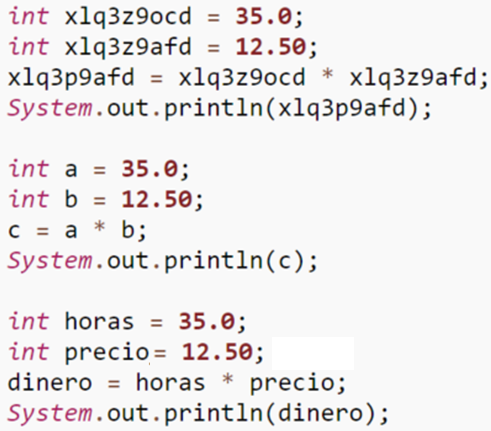 int xlq3z9ocd = 35.0;
int xlq3z9afd = 12.50;
xlq3p9afd = xlq3z9ocd * xlq3z9afd;
System.out.println(xlq3p9afd);

int a = 35.0;
int b = 12.50;
c = a * b;
System.out.println(c);

int horas = 35.0;
int precio= 12.50;
dinero = horas * precio;
System.out.println(dinero);